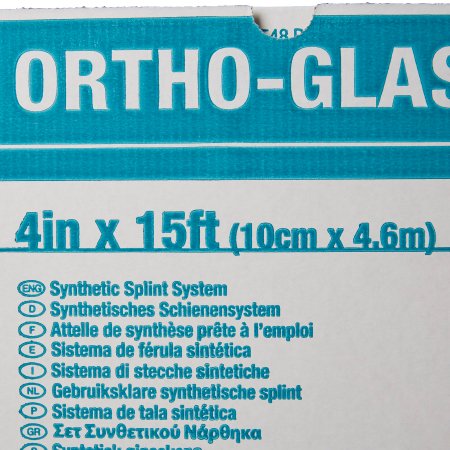 ORTHO-GLAS
4in x 15ft (10cm x 4.6m)
ENG Synthetic Splint System
D Synthetisches Schienensystem
F Attelle de synthèse prête à l'emploi
E Sistema de férula sintética
I Sistema di stecche sintetiche
NL Gebruiksklare synthetische splint
P Sistema de tala sintética
GR Σετ Συνθετικού Νάρθηκα